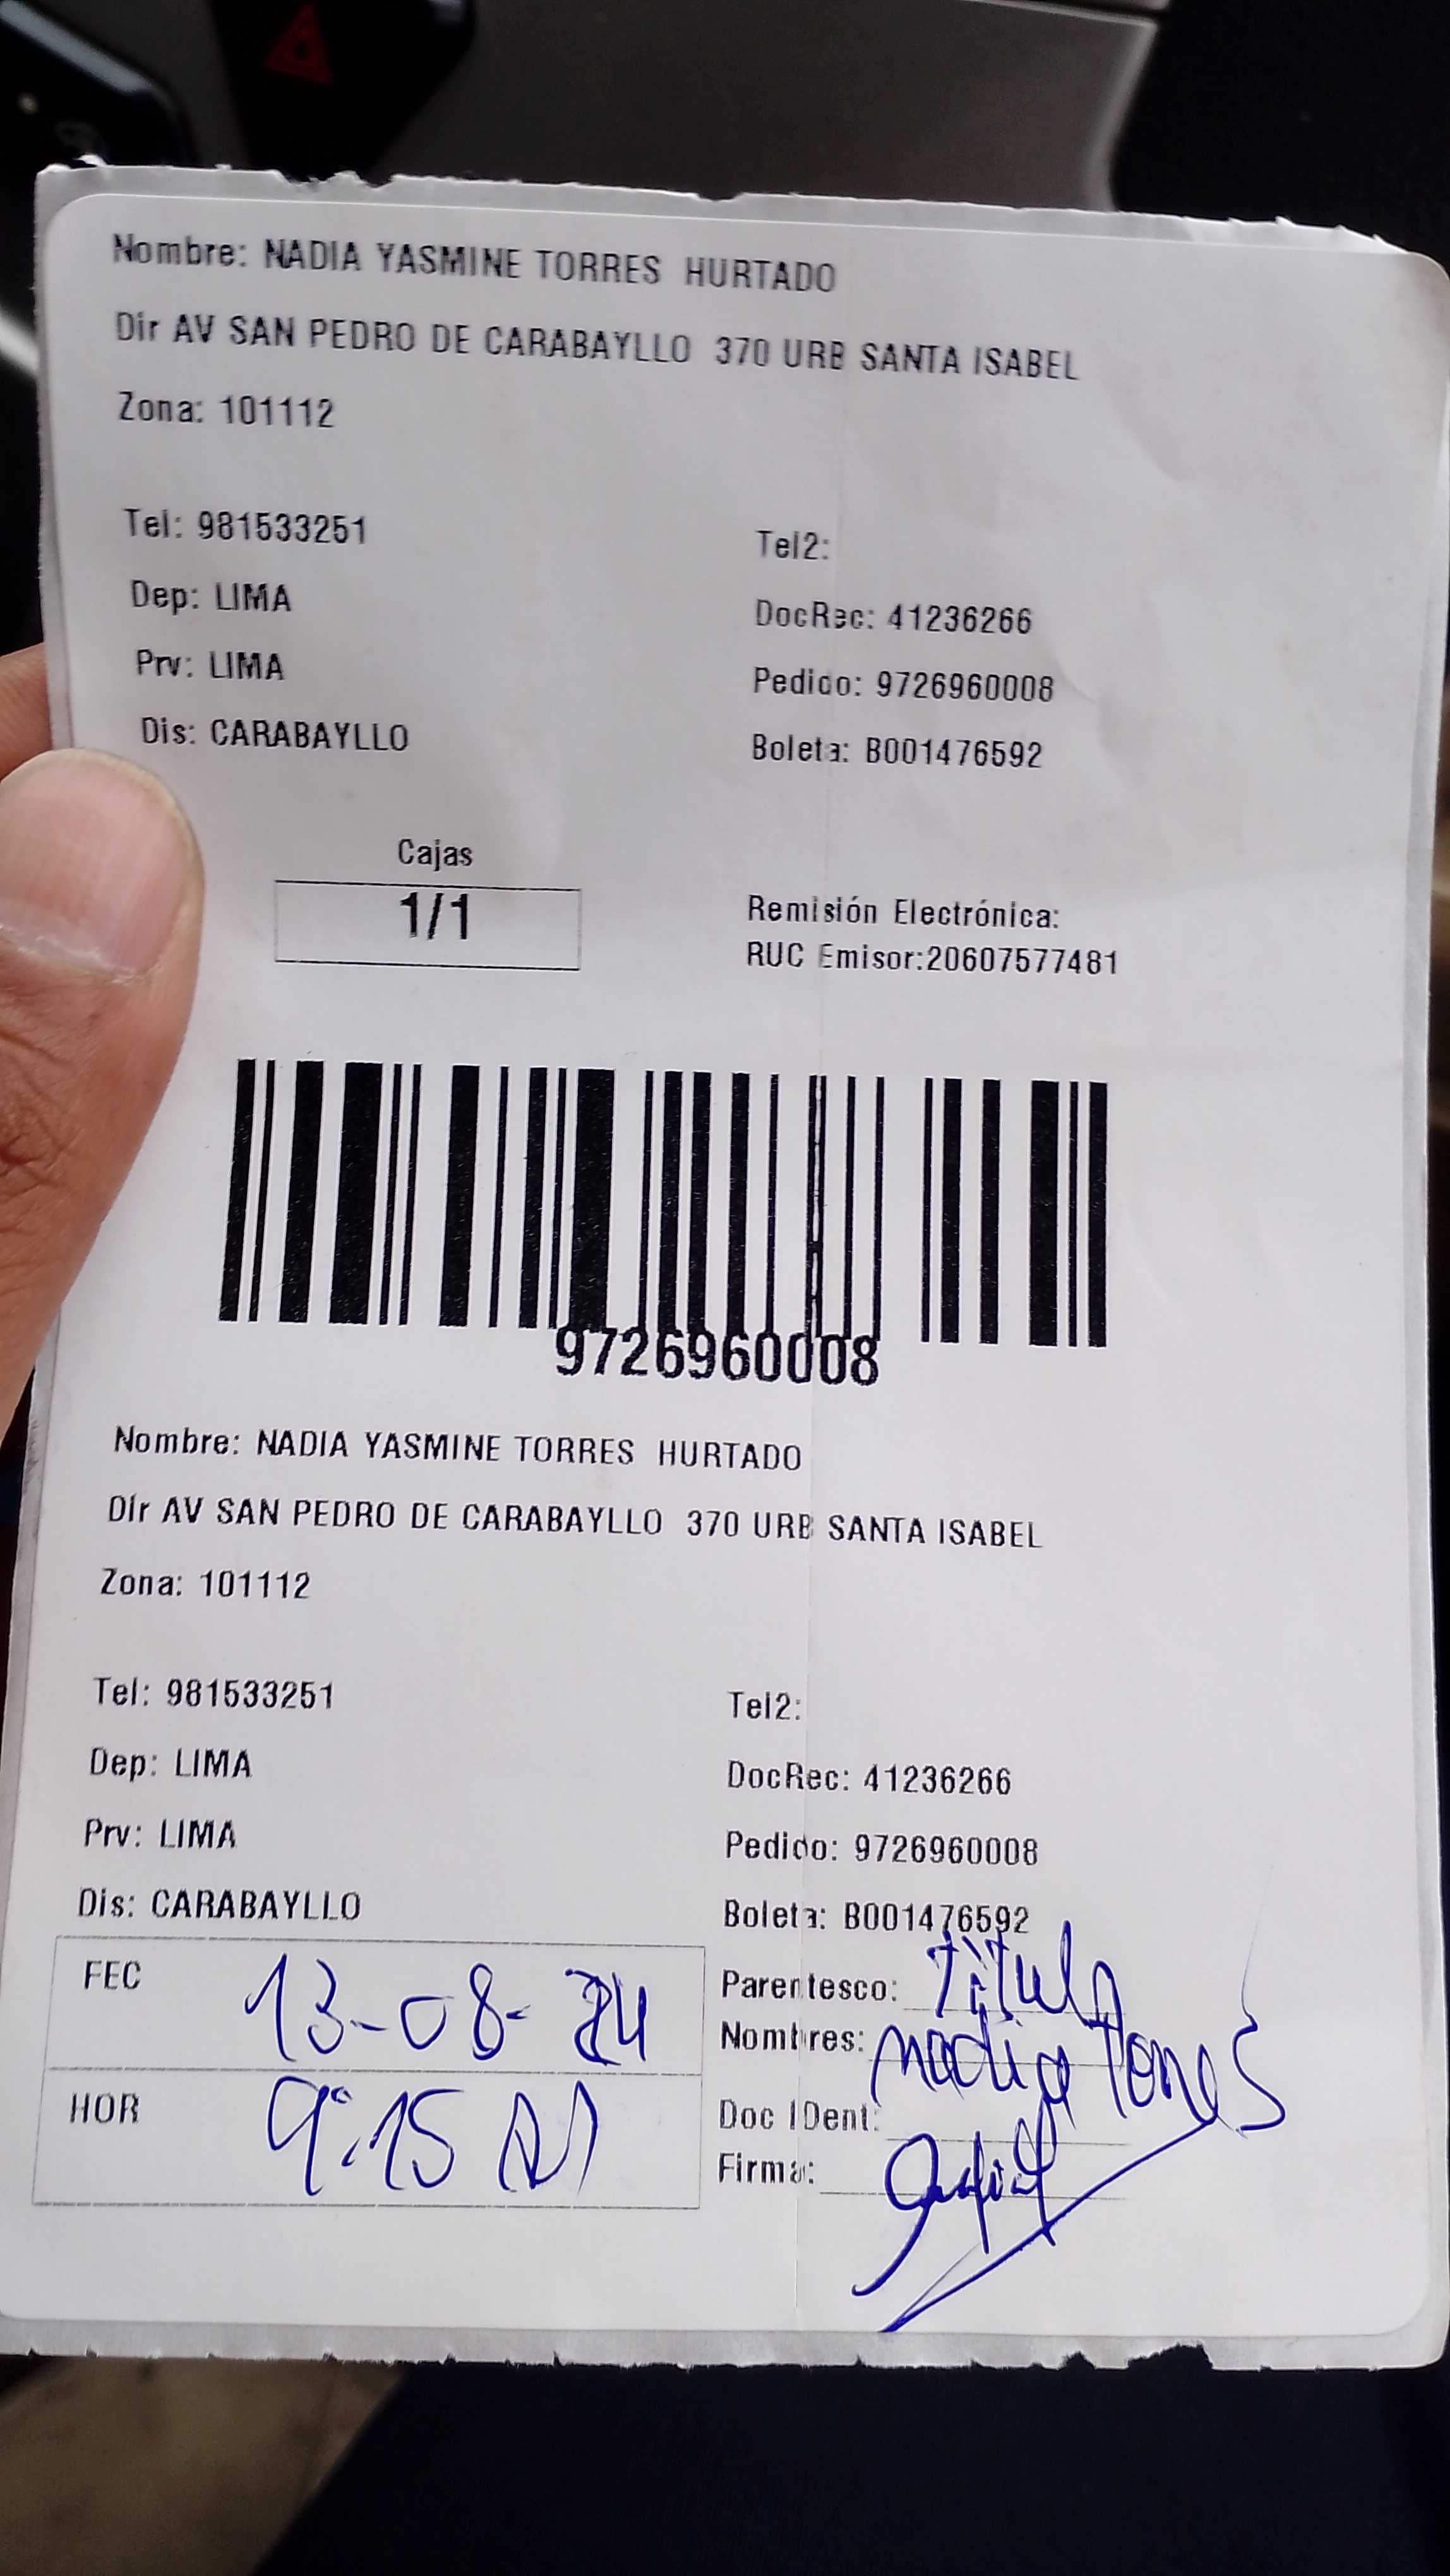 Nombre: NADIA YASMINE TORRES HURTADO
Dir AV SAN PEDRO DE CARABAYLLO 370 URB SANTA ISABEL
Zona: 101112
Tel: 981533251 Tel2:
Dep: LIMA DocRec: 41236266
Prv: LIMA Pedido: 9726960008
Dis: CARABAYLLO Boleta: B001476592
Cajas
1/1
Remisión Electrónica:
RUC Emisor:20607577481
9726960008
Nombre: NADIA YASMINE TORRES HURTADO
Dir AV SAN PEDRO DE CARABAYLLO 370 URB SANTA ISABEL
Zona: 101112
Tel: 981533251 Tel2:
Dep: LIMA DocRec: 41236266
Prv: LIMA Pedido: 9726960008
Dis: CARABAYLLO Boleta: B001476592
FEC 13-08-24
HOR 9:15
Parentesco:
Nombres: nadia Torres
Doc IDent:
Firma: